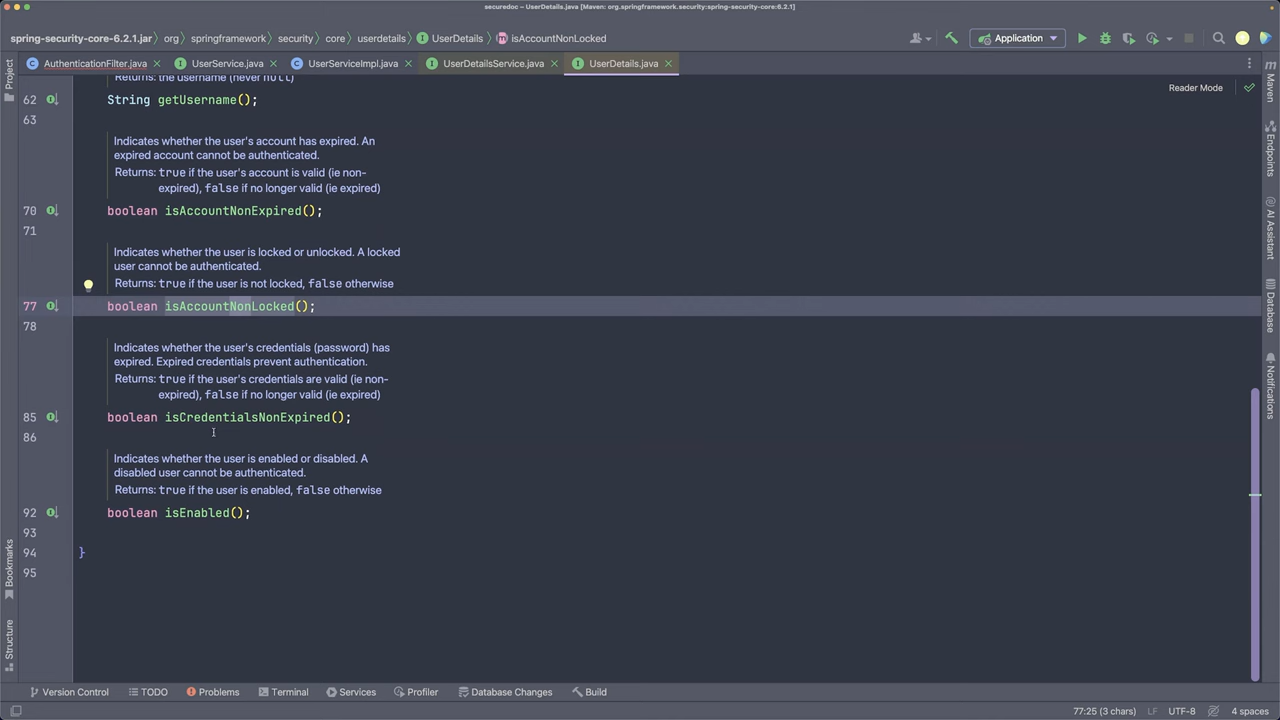 securedoc – UserDetails.java [Maven: org.springframework.security:spring-security-core:6.2.1]
spring-security-core-6.2.1.jar › org › springframework › security › core › userdetails › UserDetails › isAccountNonLocked
Application
AuthenticationFilter.java
UserService.java
UserServiceImpl.java
UserDetailsService.java
UserDetails.java
Reader Mode
Returns: the username (never null)
62 String getUsername();
63
Indicates whether the user's account has expired. An
expired account cannot be authenticated.
Returns: true if the user's account is valid (ie non-
expired), false if no longer valid (ie expired)
70 boolean isAccountNonExpired();
71
Indicates whether the user is locked or unlocked. A locked
user cannot be authenticated.
Returns: true if the user is not locked, false otherwise
77 boolean isAccountNonLocked();
78
Indicates whether the user's credentials (password) has
expired. Expired credentials prevent authentication.
Returns: true if the user's credentials are valid (ie non-
expired), false if no longer valid (ie expired)
85 boolean isCredentialsNonExpired();
86
Indicates whether the user is enabled or disabled. A
disabled user cannot be authenticated.
Returns: true if the user is enabled, false otherwise
92 boolean isEnabled();
93
94 }
95
Project
Bookmarks
Structure
Maven
Endpoints
AI Assistant
Database
Notifications
Version Control
TODO
Problems
Terminal
Services
Profiler
Database Changes
Build
77:25 (3 chars)
LF
UTF-8
4 spaces